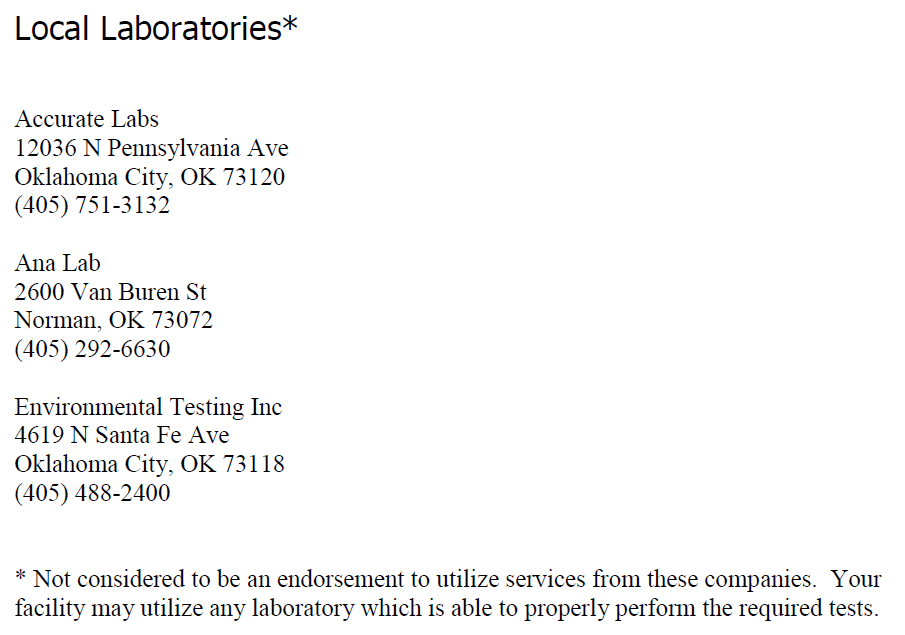 Local Laboratories*
Accurate Labs
12036 N Pennsylvania Ave
Oklahoma City, OK 73120
(405) 751-3132
Ana Lab
2600 Van Buren St
Norman, OK 73072
(405) 292-6630
Environmental Testing Inc
4619 N Santa Fe Ave
Oklahoma City, OK 73118
(405) 488-2400
* Not considered to be an endorsement to utilize services from these companies.  Your
facility may utilize any laboratory which is able to properly perform the required tests.